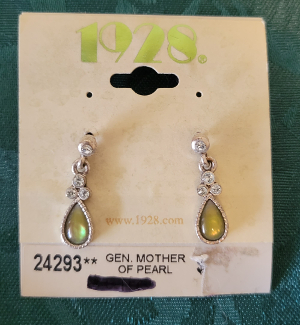 1928®
www.1928.com
24293** GEN. MOTHER
OF PEARL